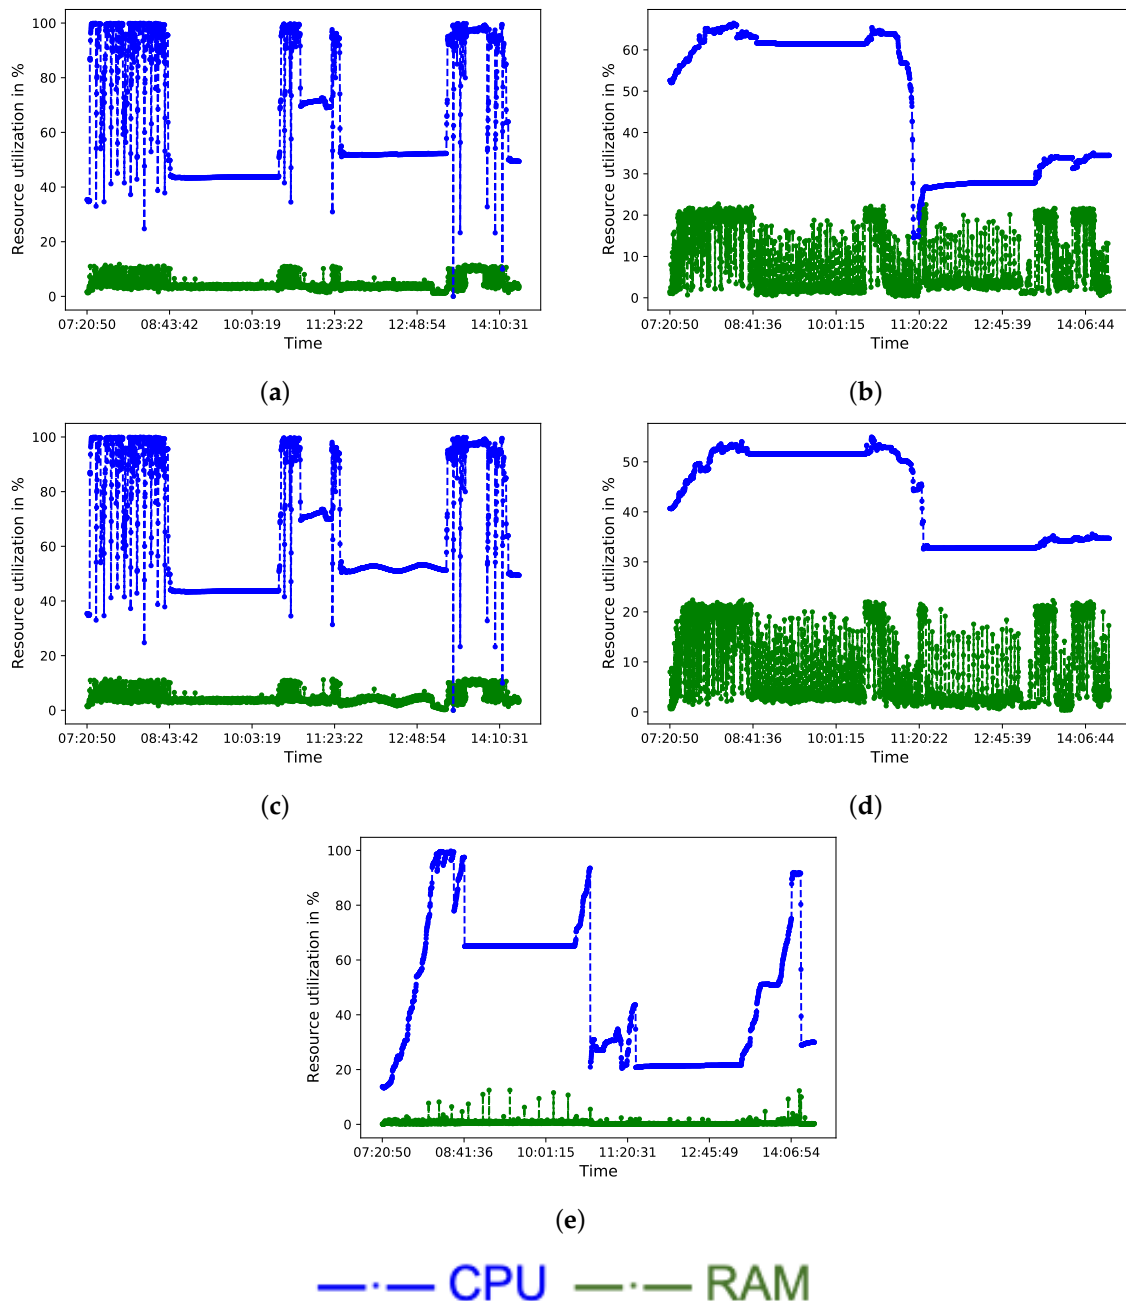 100
80
60
40
20
0
Resource utilization in %
07:20:50 08:43:42 10:03:19 11:23:22 12:48:54 14:10:31
Time
(a)
60
50
40
30
20
10
0
Resource utilization in %
07:20:50 08:41:36 10:01:15 11:20:22 12:45:39 14:06:44
Time
(b)
100
80
60
40
20
0
Resource utilization in %
07:20:50 08:43:42 10:03:19 11:23:22 12:48:54 14:10:31
Time
(c)
50
40
30
20
10
0
Resource utilization in %
07:20:50 08:41:36 10:01:15 11:20:22 12:45:39 14:06:44
Time
(d)
100
80
60
40
20
0
Resource utilization in %
07:20:50 08:41:36 10:01:15 11:20:31 12:45:49 14:06:54
Time
(e)
CPU RAM